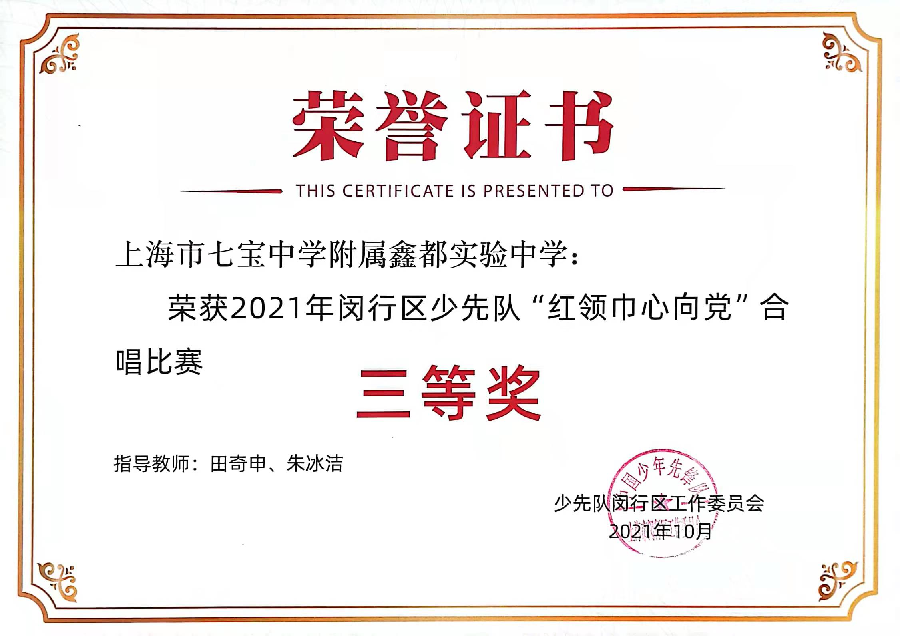 荣誉证书
THIS CERTIFICATE IS PRESENTED TO
上海市七宝中学附属鑫都实验中学：
荣获2021年闵行区少先队“红领巾心向党”合
唱比赛
三等奖
指导教师：田奇申、朱冰洁
中国少年先锋队
少先队闵行区工作委员会
2021年10月